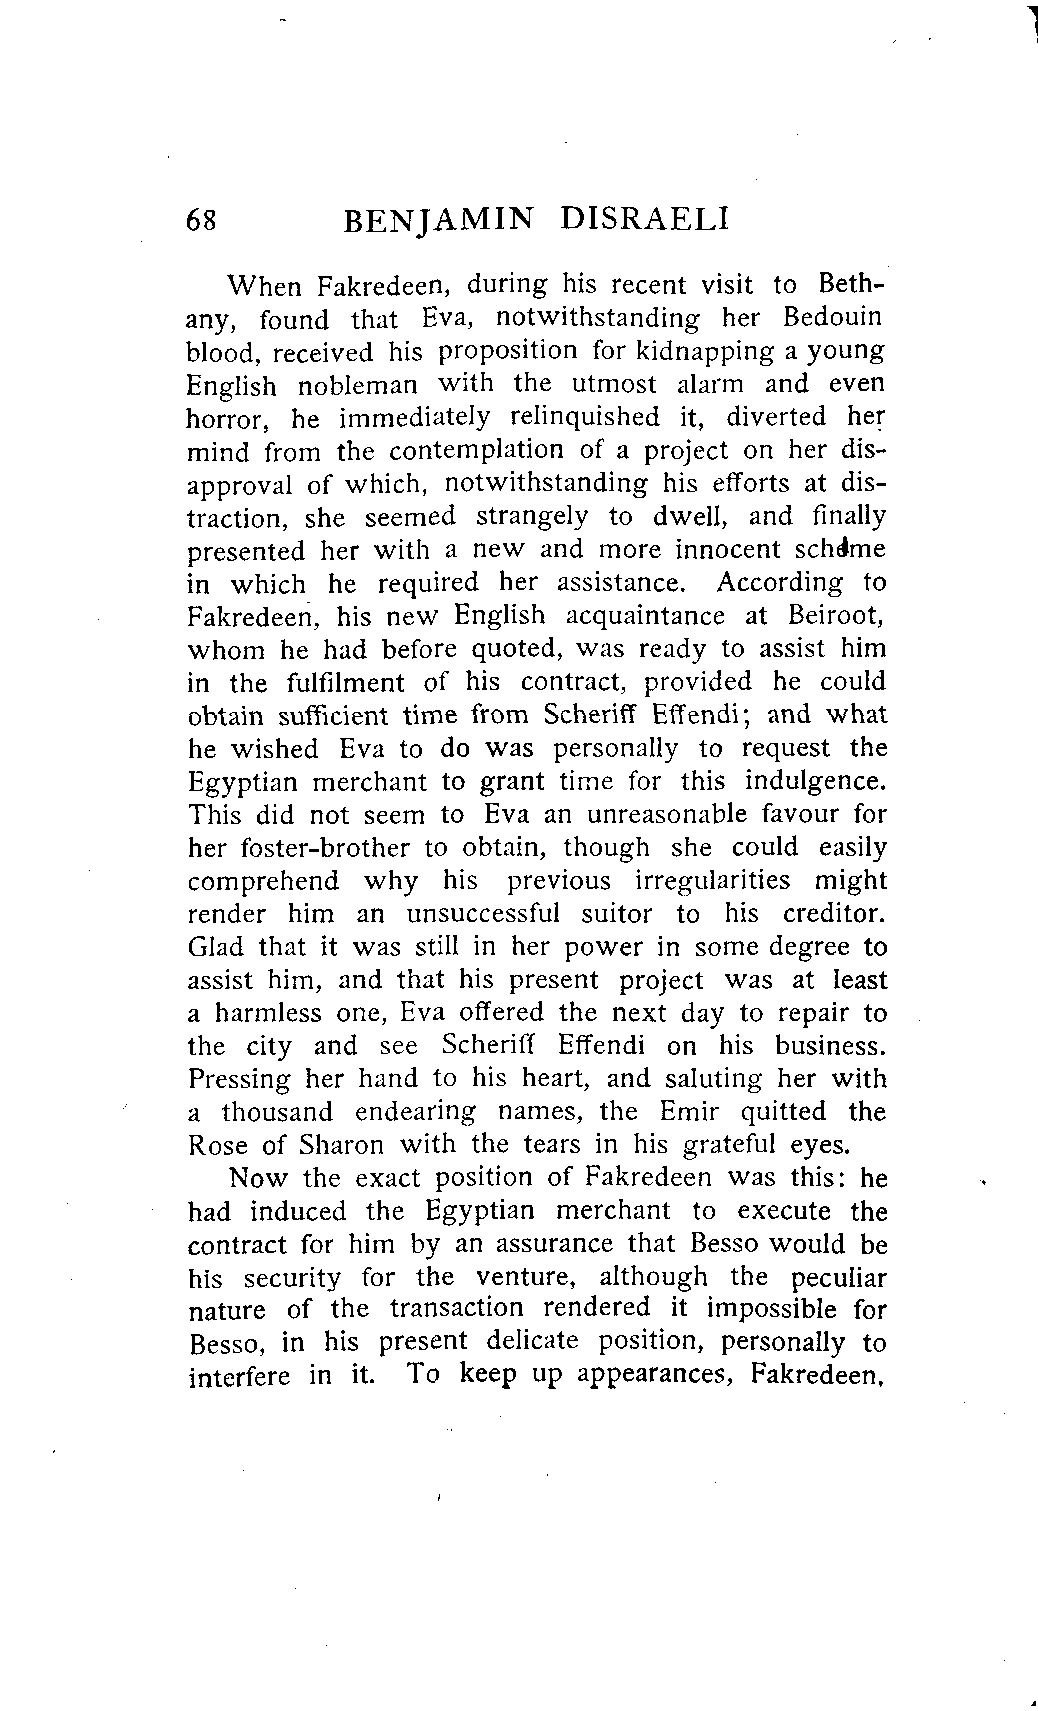 68 BENJAMIN DISRAELI
When Fakredeen, during his recent visit to Beth-
any, found that Eva, notwithstanding her Bedouin
blood, received his proposition for kidnapping a young
English nobleman with the utmost alarm and even
horror, he immediately relinquished it, diverted her
mind from the contemplation of a project on her dis-
approval of which, notwithstanding his efforts at dis-
traction, she seemed strangely to dwell, and finally
presented her with a new and more innocent scheme
in which he required her assistance. According to
Fakredeen, his new English acquaintance at Beiroot,
whom he had before quoted, was ready to assist him
in the fulfilment of his contract, provided he could
obtain sufficient time from Scheriff Effendi; and what
he wished Eva to do was personally to request the
Egyptian merchant to grant time for this indulgence.
This did not seem to Eva an unreasonable favour for
her foster-brother to obtain, though she could easily
comprehend why his previous irregularities might
render him an unsuccessful suitor to his creditor.
Glad that it was still in her power in some degree to
assist him, and that his present project was at least
a harmless one, Eva offered the next day to repair to
the city and see Scheriff Effendi on his business.
Pressing her hand to his heart, and saluting her with
a thousand endearing names, the Emir quitted the
Rose of Sharon with the tears in his grateful eyes.
Now the exact position of Fakredeen was this: he
had induced the Egyptian merchant to execute the
contract for him by an assurance that Besso would be
his security for the venture, although the peculiar
nature of the transaction rendered it impossible for
Besso, in his present delicate position, personally to
interfere in it. To keep up appearances, Fakredeen,